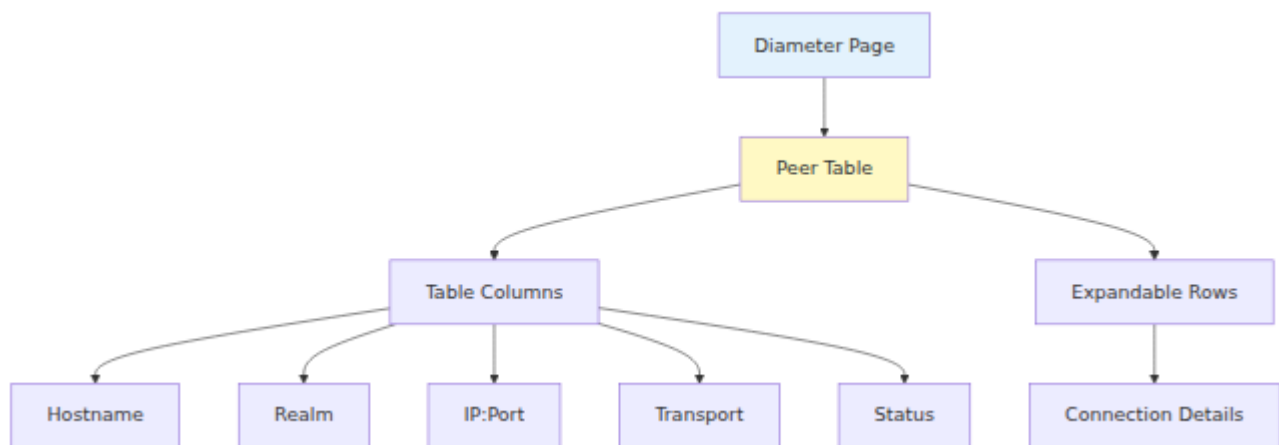 Diameter Page
Peer Table
Table Columns
Expandable Rows
Hostname
Realm
IP:Port
Transport
Status
Connection Details